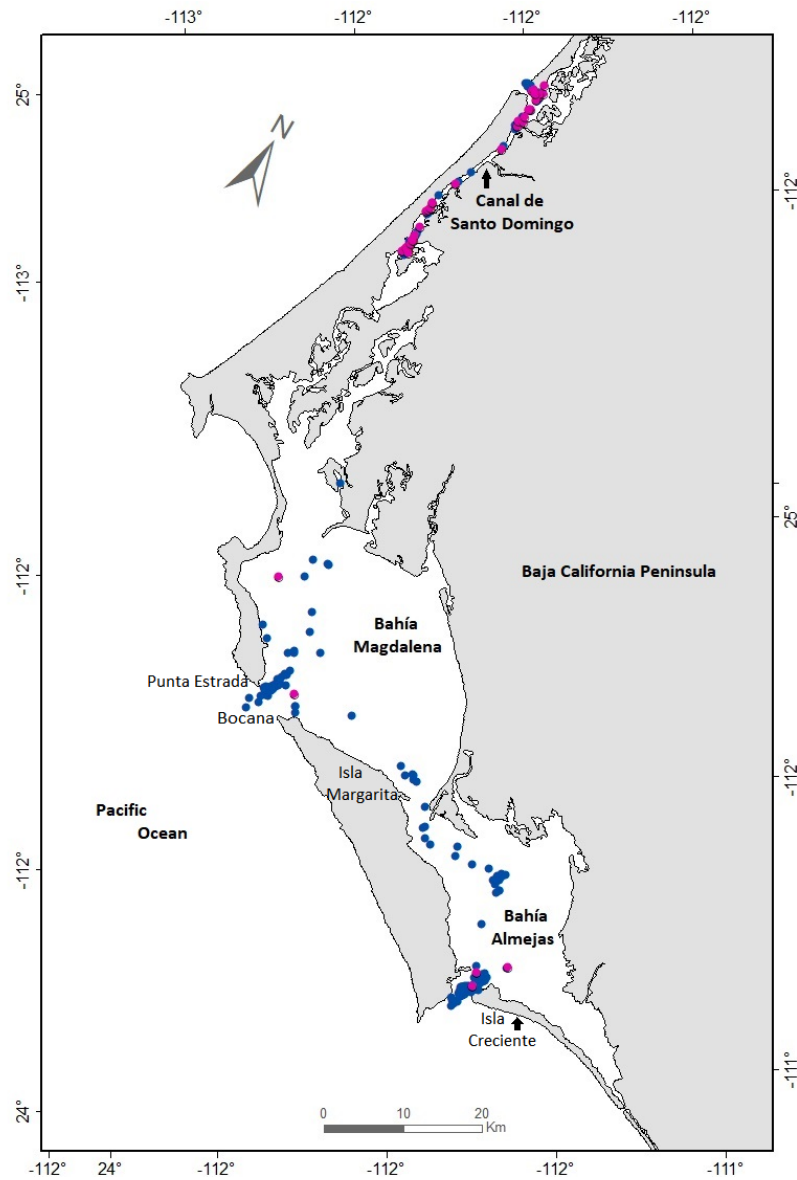 -113°
-112°
-112°
-112°
25°
N
-112°
Canal de
Santo Domingo
-113°
25°
-112°
Baja California Peninsula
Bahía
Magdalena
Punta Estrada
Bocana
Isla
Margarita
-112°
Pacific
Ocean
-112°
Bahía
Almejas
Isla
Creciente
-111°
24°
0
10
20
Km
-112°
24°
-112°
-112°
-112°
-111°